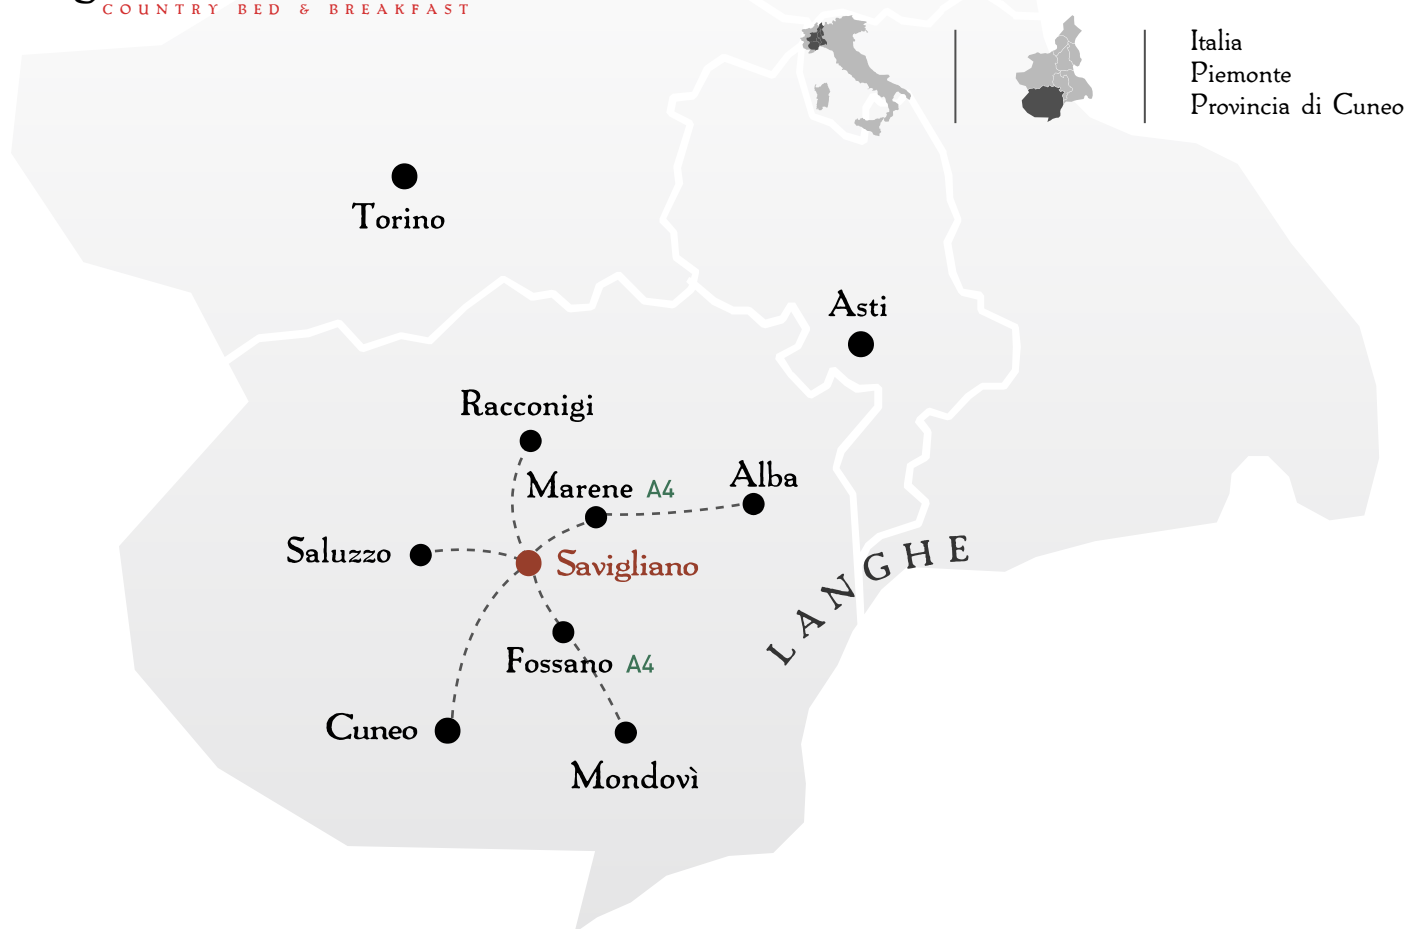 COUNTRY BED & BREAKFAST
Italia
Piemonte
Provincia di Cuneo
Torino
Asti
Racconigi
Marene A4
Alba
Saluzzo
Savigliano
LANGHE
Fossano A4
Cuneo
Mondovì